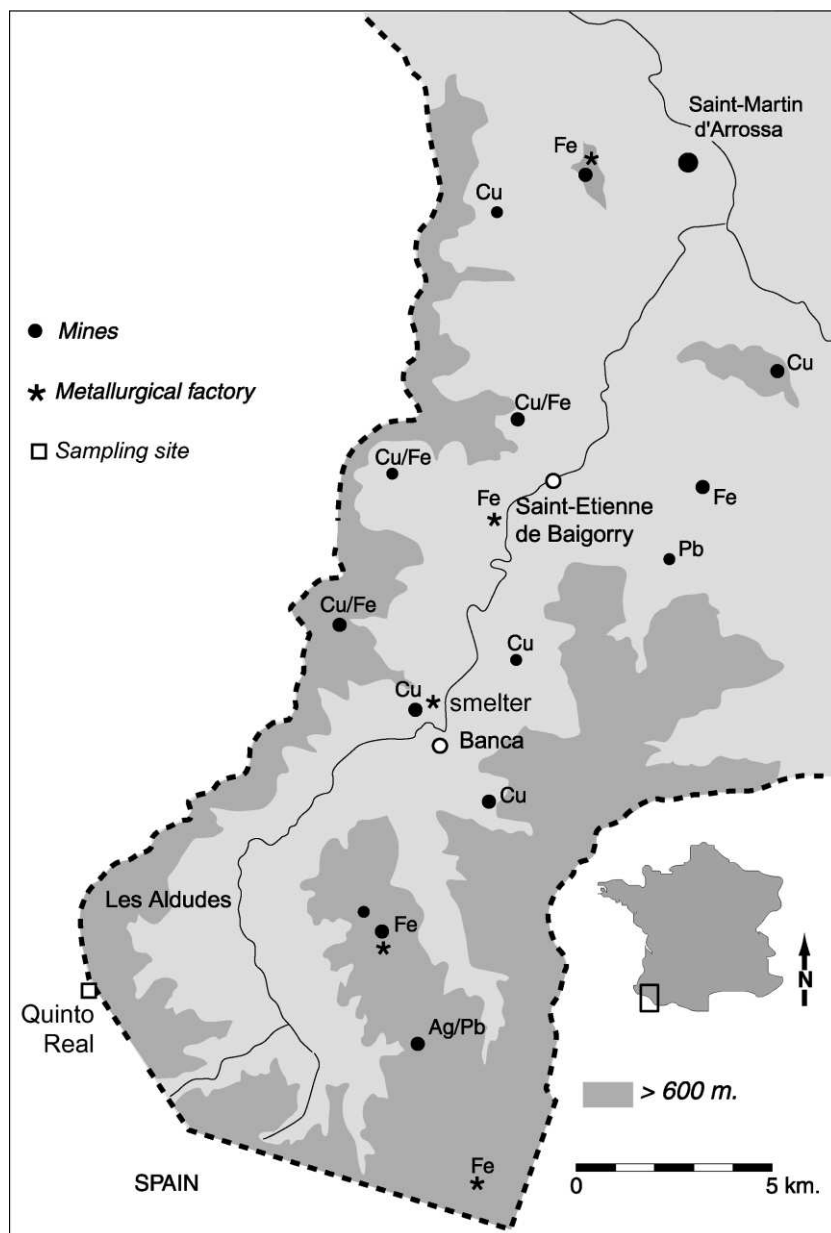 Saint-Martin
d'Arrossa
Fe
*
Cu
Mines
* Metallurgical factory
Sampling site
Cu
Cu/Fe
Cu/Fe
Fe
*
Saint-Etienne
de Baigorry
Fe
Pb
Cu/Fe
Cu
Cu
* smelter
Banca
Cu
Les Aldudes
Fe
*
Quinto
Real
N
Ag/Pb
> 600 m.
Fe
*
SPAIN
0 5 km.